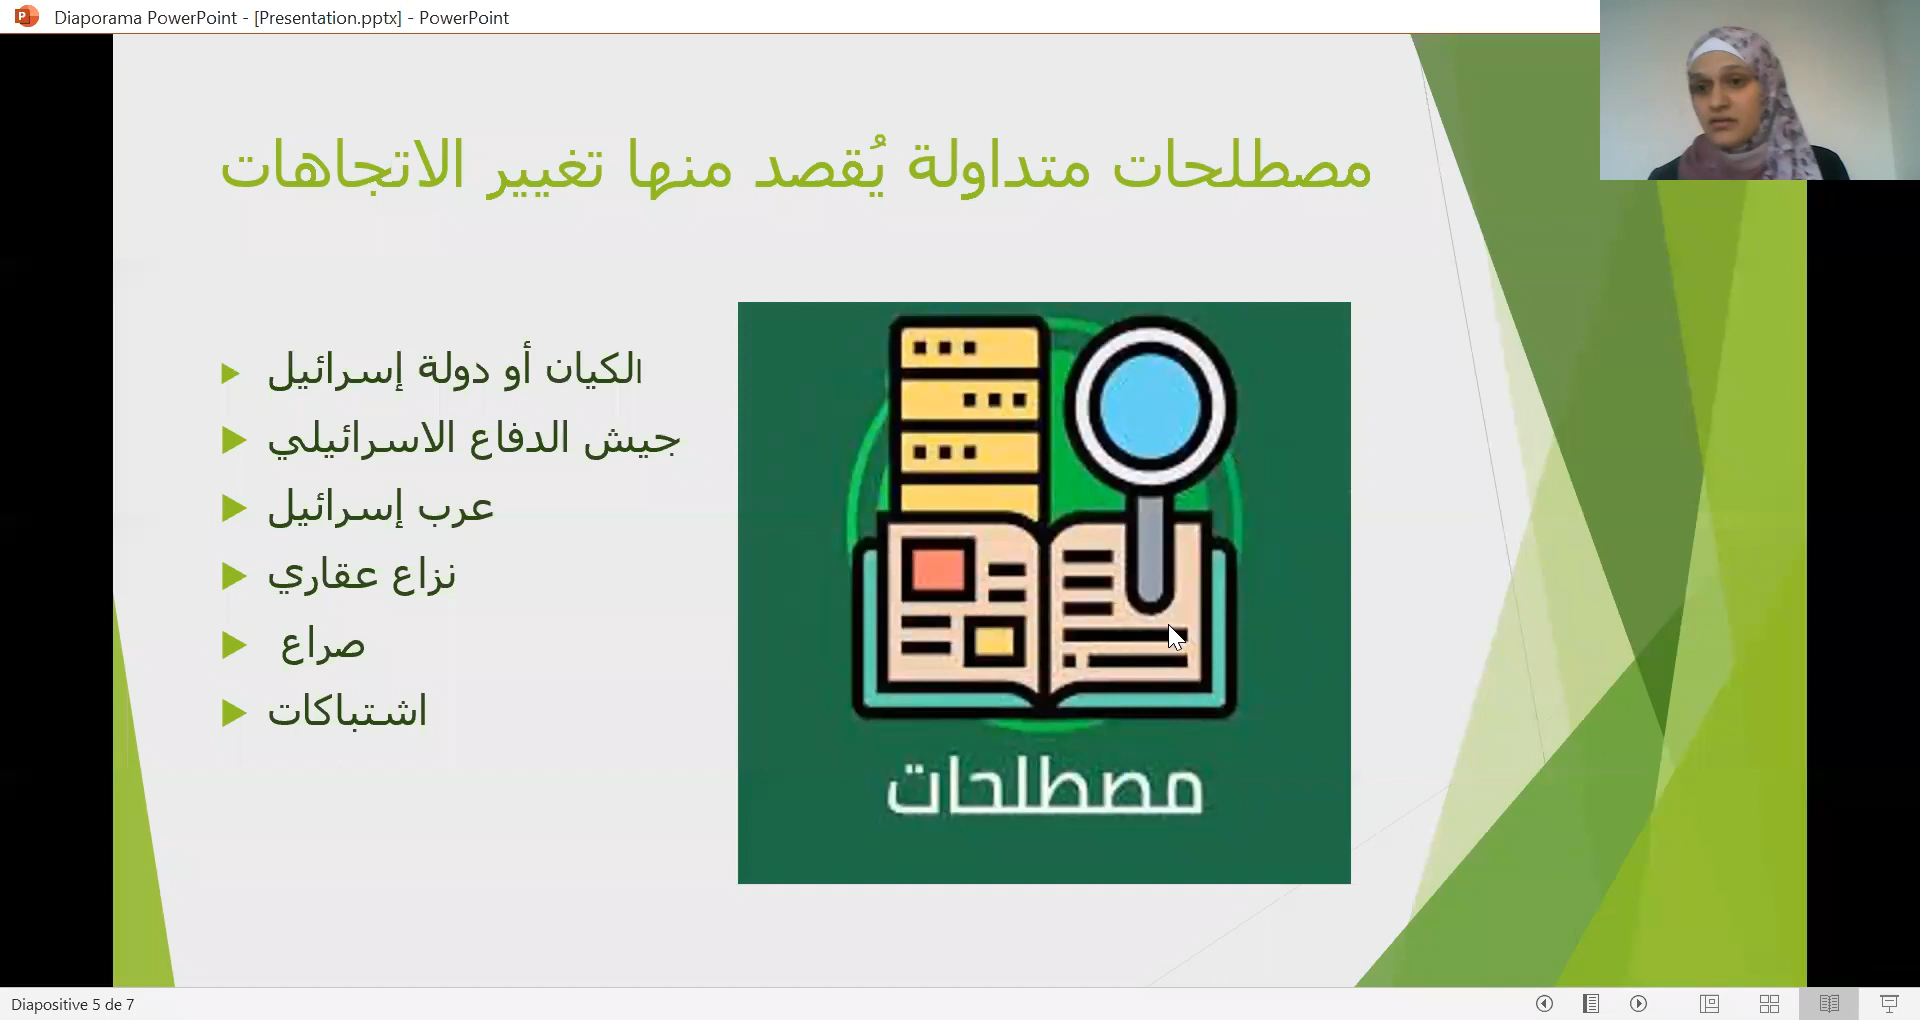 Diaporama PowerPoint - [Presentation.pptx] - PowerPoint
مصطلحات متداولة يُقصد منها تغيير الاتجاهات
الكيان أو دولة إسرائيل
جيش الدفاع الاسرائيلي
عرب إسرائيل
نزاع عقاري
صراع
اشتباكات
مصطلحات
Diapositive 5 de 7